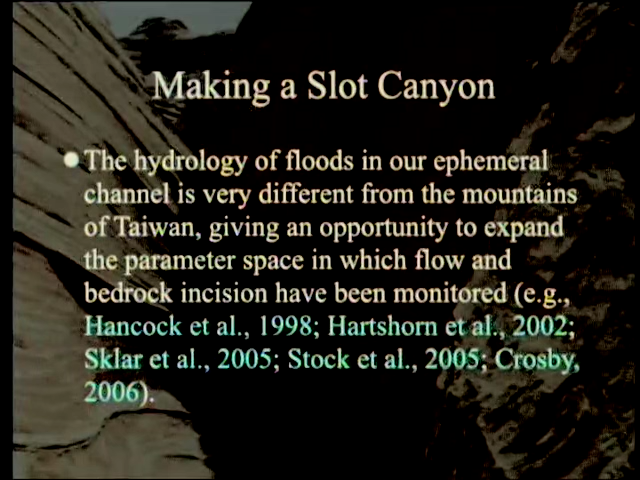 Making a Slot Canyon
The hydrology of floods in our ephemeral
channel is very different from the mountains
of Taiwan, giving an opportunity to expand
the parameter space in which flow and
bedrock incision have been monitored (e.g.,
Hancock et al., 1998; Hartshorn et al., 2002;
Sklar et al., 2005; Stock et al., 2005; Crosby,
2006).